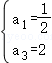 { a₁ = 1/2
a₃ = 2